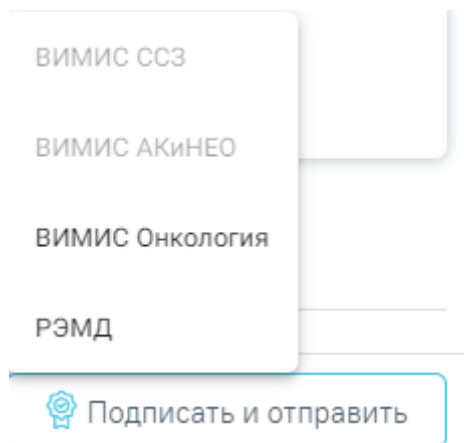 ВИМИС ССЗ
ВИМИС АКиНЕО
ВИМИС Онкология
РЭМД
Подписать и отправить